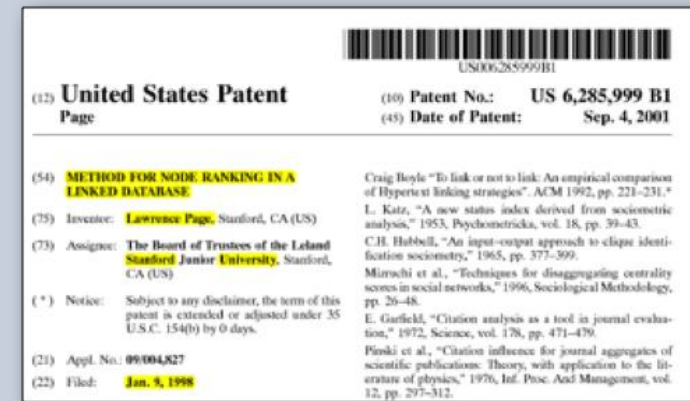 US006285999B1
(12) United States Patent
Page
(10) Patent No.: US 6,285,999 B1
(45) Date of Patent: Sep. 4, 2001
(54) METHOD FOR NODE RANKING IN A
LINKED DATABASE
(75) Inventor: Lawrence Page, Stanford, CA (US)
(73) Assignee: The Board of Trustees of the Leland
Stanford Junior University, Stanford,
CA (US)
(*) Notice: Subject to any disclaimer, the term of this
patent is extended or adjusted under 35
U.S.C. 154(b) by 0 days.
(21) Appl. No.: 09/004,827
(22) Filed: Jan. 9, 1998
Craig Boyle "To link or not to link: An empirical comparison
of Hypertext linking strategies". ACM 1992, pp. 221–231.*
L. Katz, "A new status index derived from sociometric
analysis," 1953, Psychometricka, vol. 18, pp. 39–43.
C.H. Hubbell, "An input–output approach to clique identi-
fication sociometry," 1965, pp. 377–399.
Mizruchi et al., "Techniques for disaggregating centrality
scores in social networks," 1996, Sociological Methodology,
pp. 26–48.
E. Garfield, "Citation analysis as a tool in journal evalua-
tion," 1972, Science, vol. 178, pp. 471–479.
Pinski et al., "Citation influence for journal aggregates of
scientific publications: Theory, with application to the lit-
erature of physics," 1976, Inf. Proc. And Management, vol.
12, pp. 297–312.